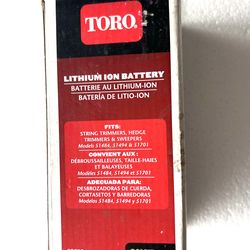 TORO.
LITHIUM ION BATTERY
BATTERIE AU LITHIUM-ION
BATERÍA DE LITIO-ION
FITS:
STRING TRIMMERS, HEDGE
TRIMMERS & SWEEPERS
Models 51484, 51494 & 51701
CONVIENT AUX :
DÉBROUSSAILLEUSES, TAILLE-HAIES
ET BALAYEUSES
Modèles 51484, 51494 et 51701
ADECUADA PARA:
DESBROZADORAS DE CUERDA,
CORTASETOS Y BARREDORAS
Modelos 51484, 51494 y 51701